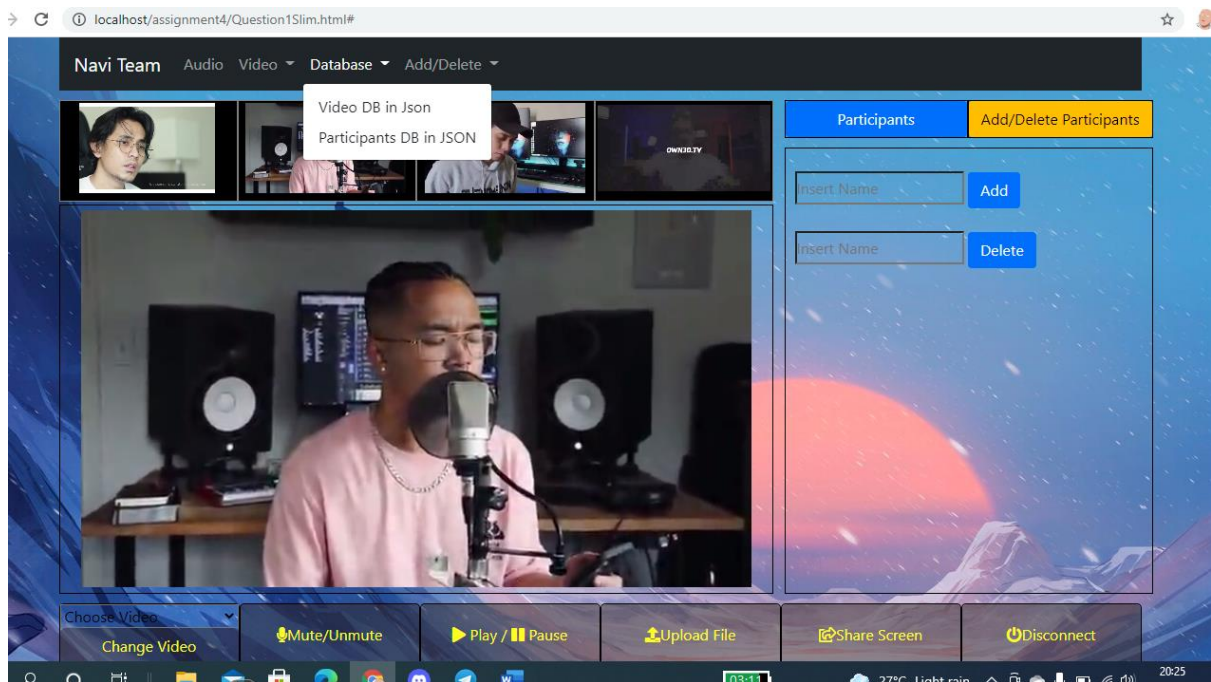 localhost/assignment4/Question1Slim.html#
Navi Team Audio Video Database Add/Delete
Video DB in Json
Participants DB in JSON
OWN3D.TV
Participants Add/Delete Participants
Insert Name Add
Insert Name Delete
Choose Video
Change Video
Mute/Unmute
Play / Pause
Upload File
Share Screen
Disconnect
03:11
27°C Light rain
20:25